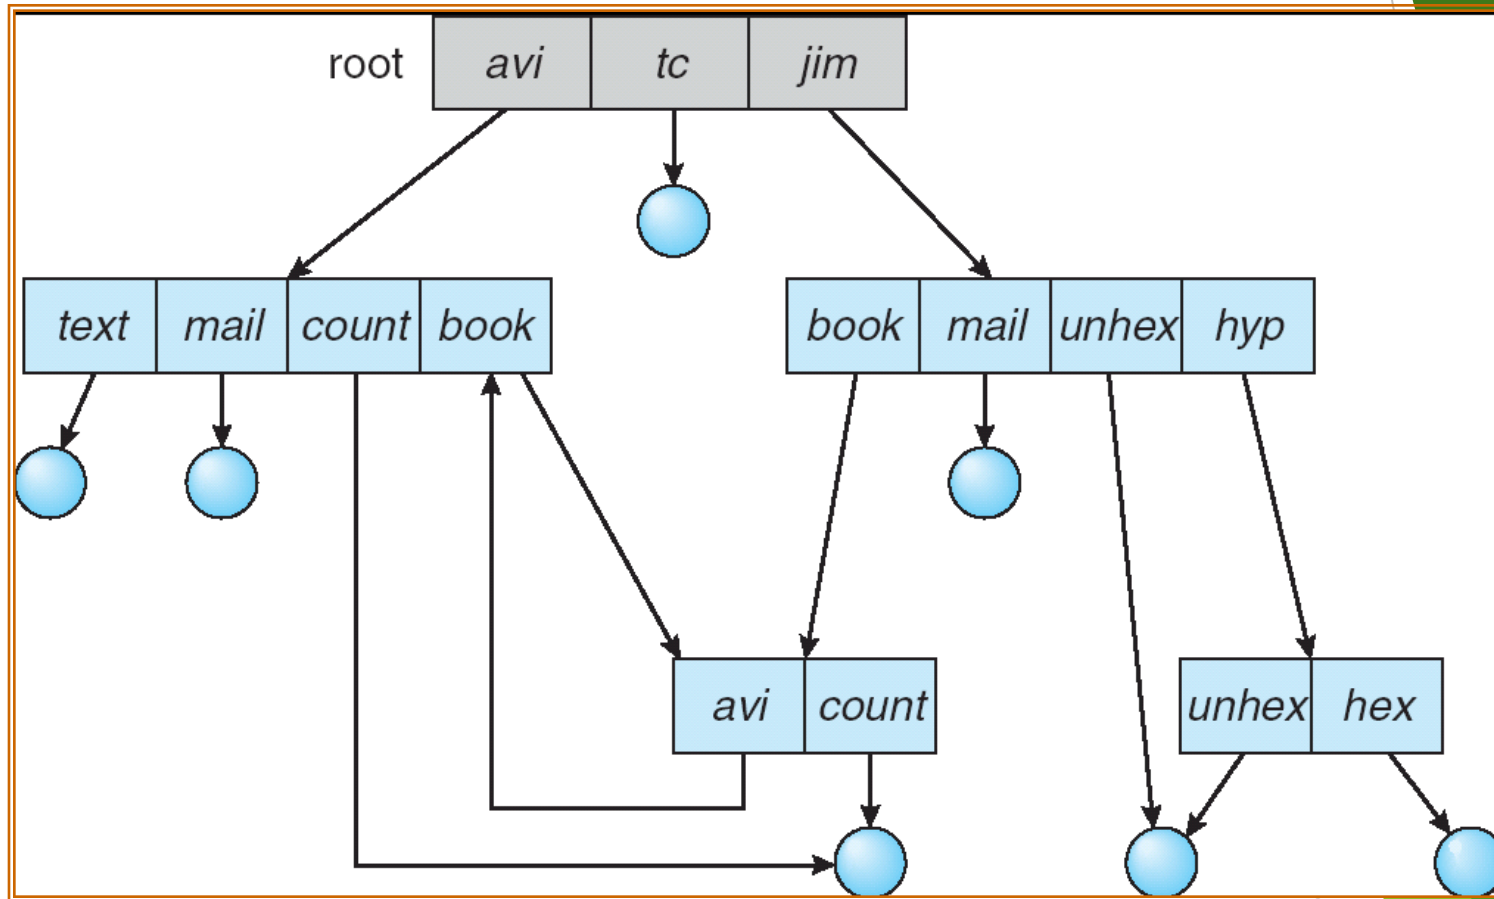 root avi tc jim
text mail count book
book mail unhex hyp
avi count
unhex hex